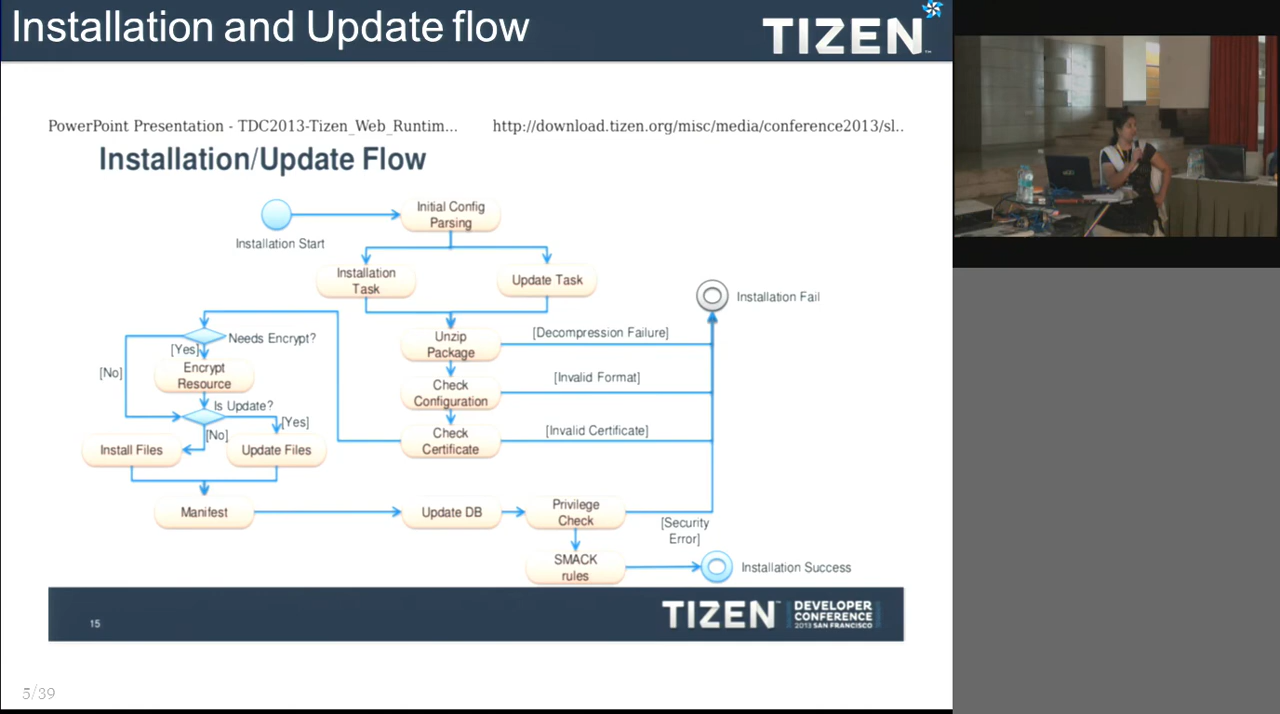 Installation and Update flow
TIZEN™
PowerPoint Presentation - TDC2013-Tizen_Web_Runtim...
http://download.tizen.org/misc/media/conference2013/sl..
Installation/Update Flow
Installation Start
Initial Config
Parsing
Installation
Task
Update Task
Installation Fail
Needs Encrypt?
[Yes]
[No]
Encrypt
Resource
Is Update?
[Yes]
[No]
Install Files
Update Files
Unzip
Package
[Decompression Failure]
Check
Configuration
[Invalid Format]
Check
Certificate
[Invalid Certificate]
Manifest
Update DB
Privilege
Check
[Security
Error]
SMACK
rules
Installation Success
15
TIZEN™
DEVELOPER
CONFERENCE
2013 SAN FRANCISCO
5/39